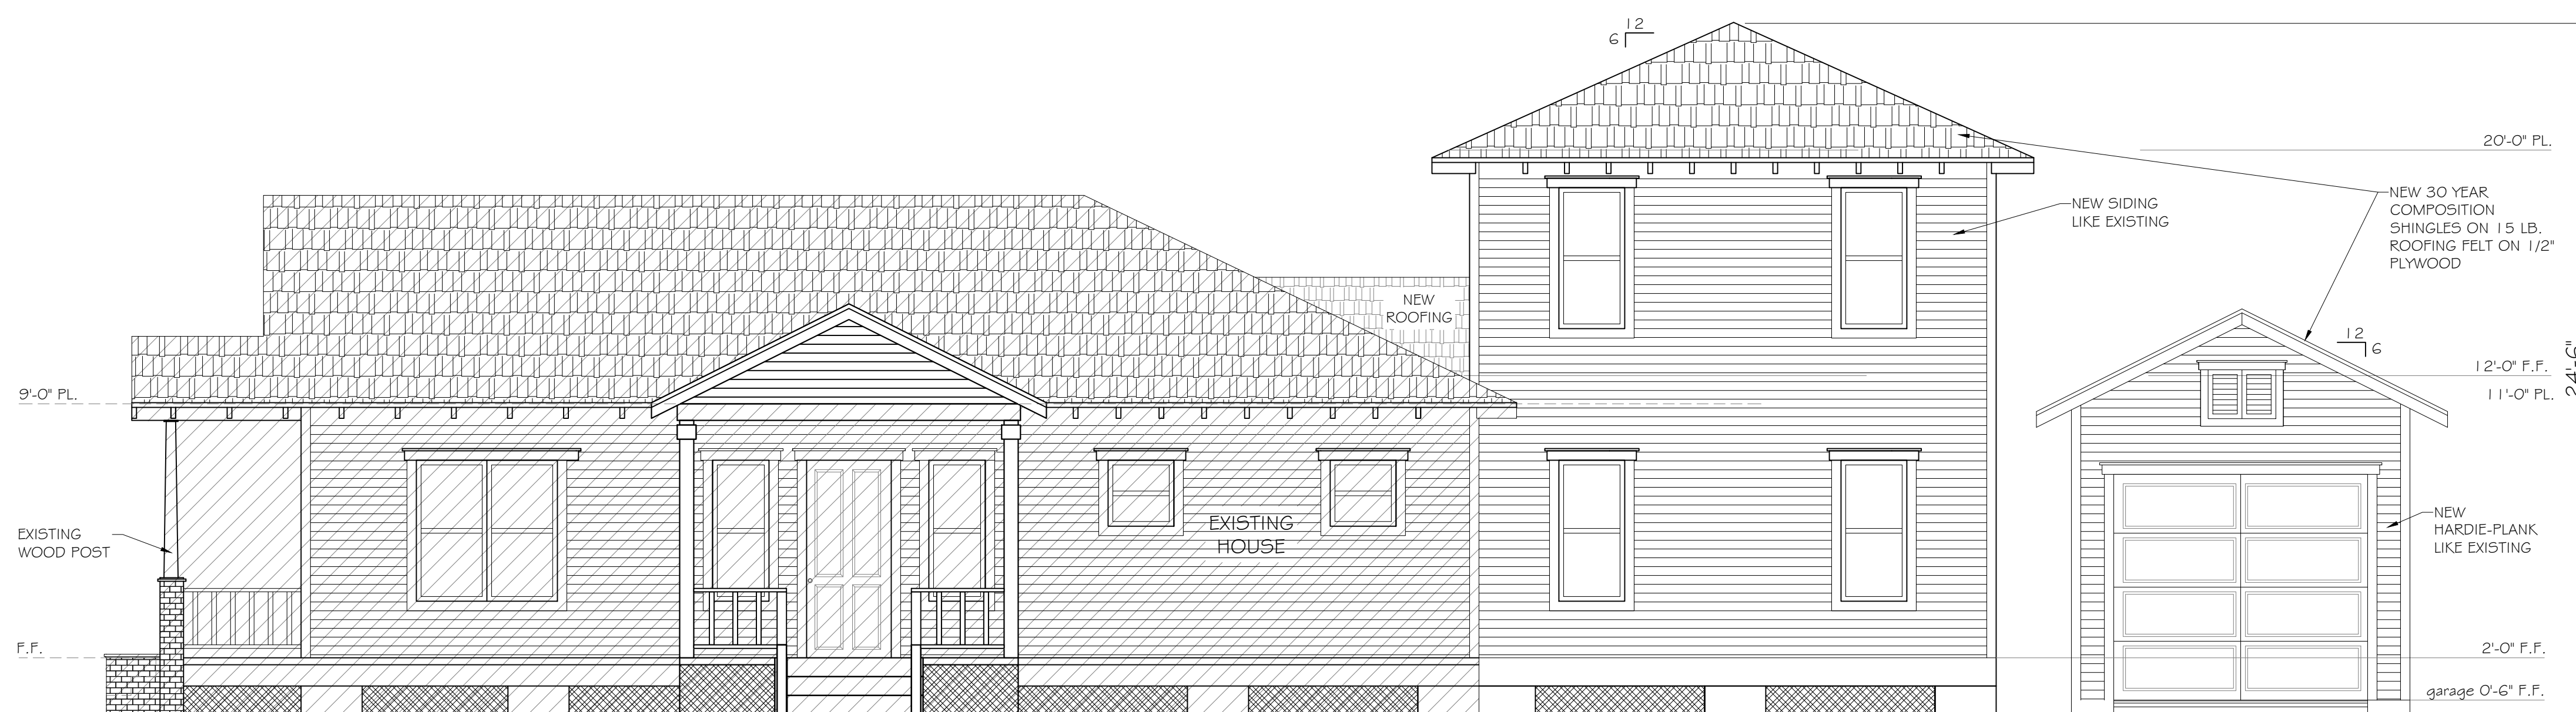 12
6
20'-0" PL.
NEW SIDING
LIKE EXISTING
NEW 30 YEAR
COMPOSITION
SHINGLES ON 15 LB.
ROOFING FELT ON 1/2"
PLYWOOD
NEW
ROOFING
12
6
24'-6"
12'-0" F.F.
11'-0" PL.
9'-0" PL.
EXISTING
WOOD POST
EXISTING
HOUSE
NEW
HARDIE-PLANK
LIKE EXISTING
F.F.
2'-0" F.F.
garage 0'-6" F.F.